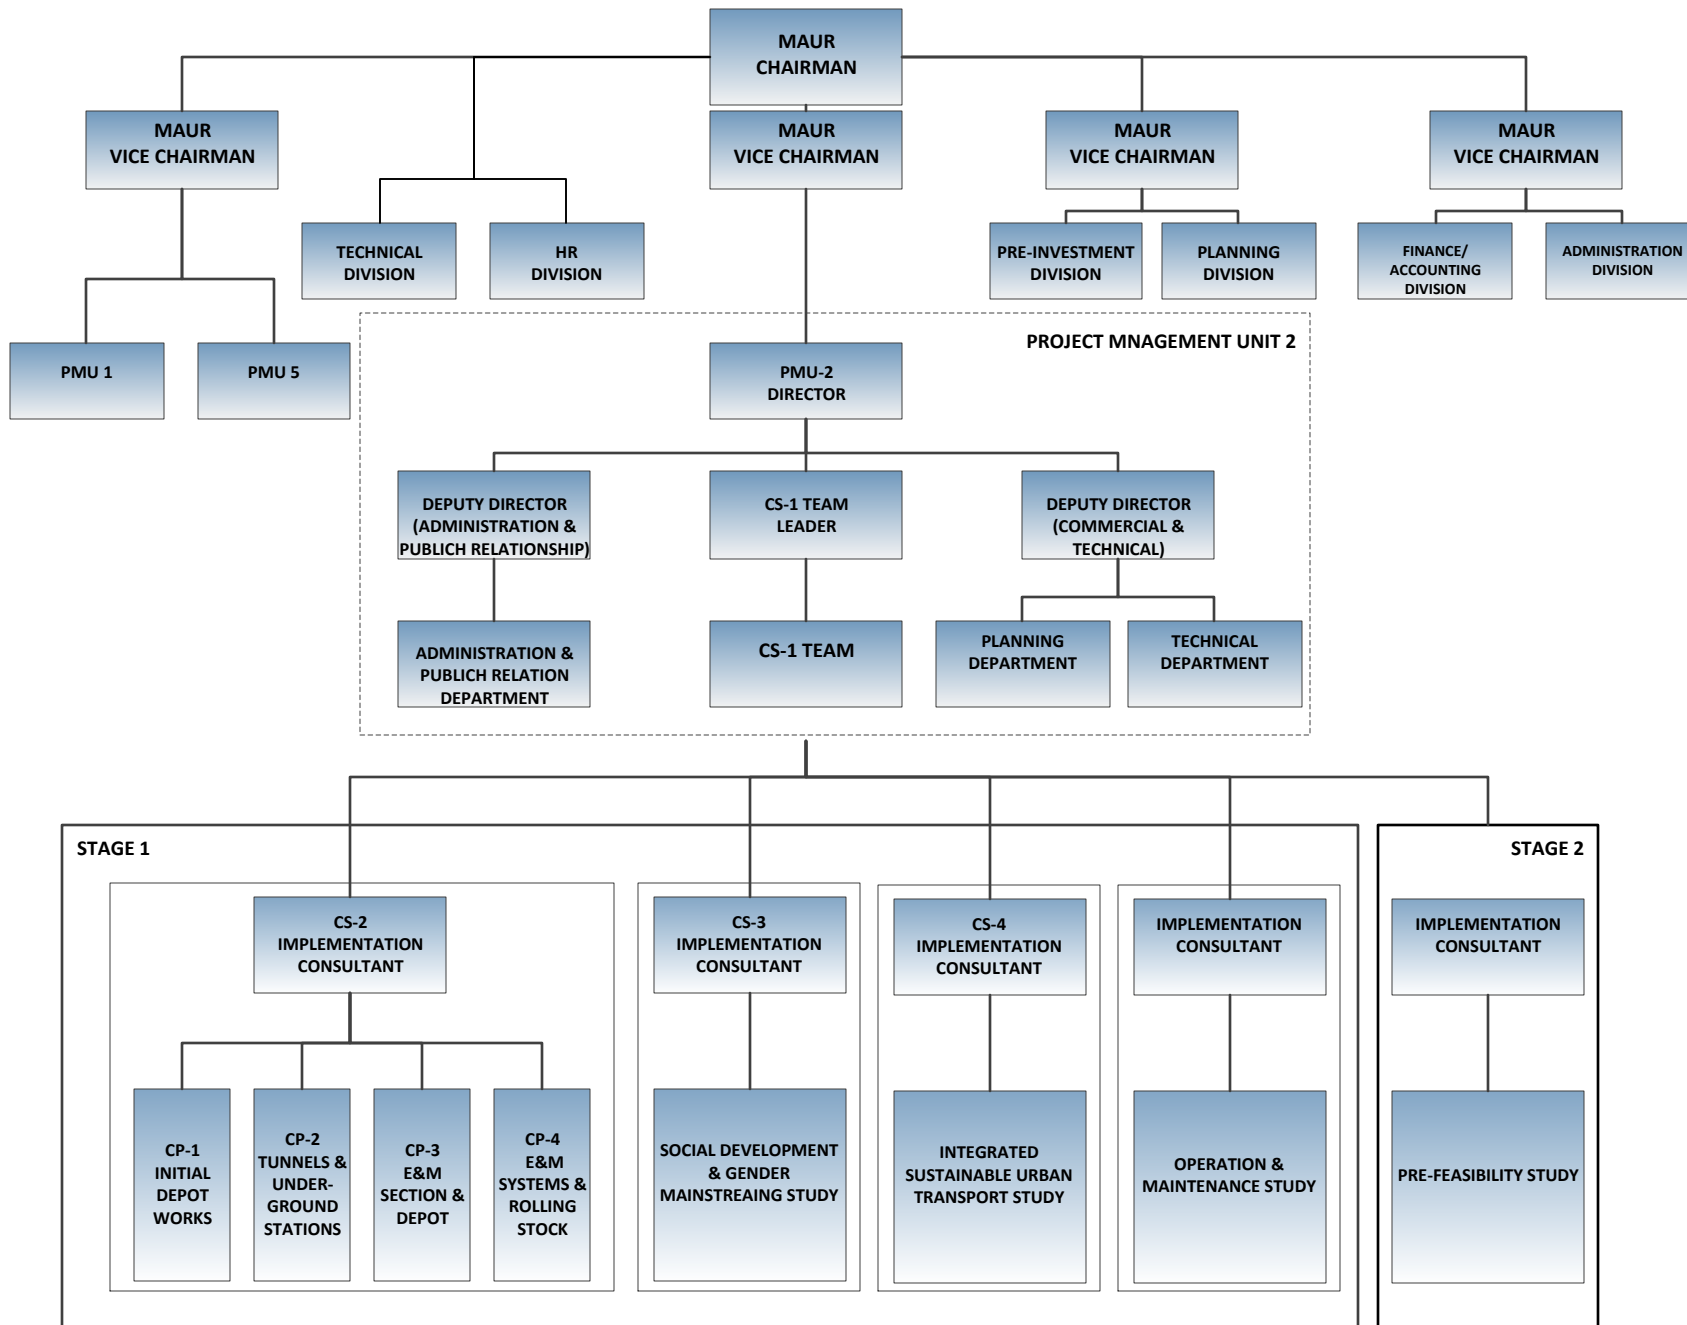 MAUR
CHAIRMAN
MAUR
VICE CHAIRMAN
MAUR
VICE CHAIRMAN
MAUR
VICE CHAIRMAN
MAUR
VICE CHAIRMAN
TECHNICAL
DIVISION
HR
DIVISION
PRE-INVESTMENT
DIVISION
PLANNING
DIVISION
FINANCE/
ACCOUNTING
DIVISION
ADMINISTRATION
DIVISION
PMU 1
PMU 5
PROJECT MNAGEMENT UNIT 2
PMU-2
DIRECTOR
DEPUTY DIRECTOR
(ADMINISTRATION &
PUBLICH RELATIONSHIP)
CS-1 TEAM
LEADER
DEPUTY DIRECTOR
(COMMERCIAL &
TECHNICAL)
ADMINISTRATION &
PUBLICH RELATION
DEPARTMENT
CS-1 TEAM
PLANNING
DEPARTMENT
TECHNICAL
DEPARTMENT
STAGE 1
STAGE 2
CS-2
IMPLEMENTATION
CONSULTANT
CS-3
IMPLEMENTATION
CONSULTANT
CS-4
IMPLEMENTATION
CONSULTANT
IMPLEMENTATION
CONSULTANT
IMPLEMENTATION
CONSULTANT
CP-1
INITIAL
DEPOT
WORKS
CP-2
TUNNELS &
UNDER-
GROUND
STATIONS
CP-3
E&M
SECTION &
DEPOT
CP-4
E&M
SYSTEMS &
ROLLING
STOCK
SOCIAL DEVELOPMENT
& GENDER
MAINSTREAING STUDY
INTEGRATED
SUSTAINABLE URBAN
TRANSPORT STUDY
OPERATION &
MAINTENANCE STUDY
PRE-FEASIBILITY STUDY